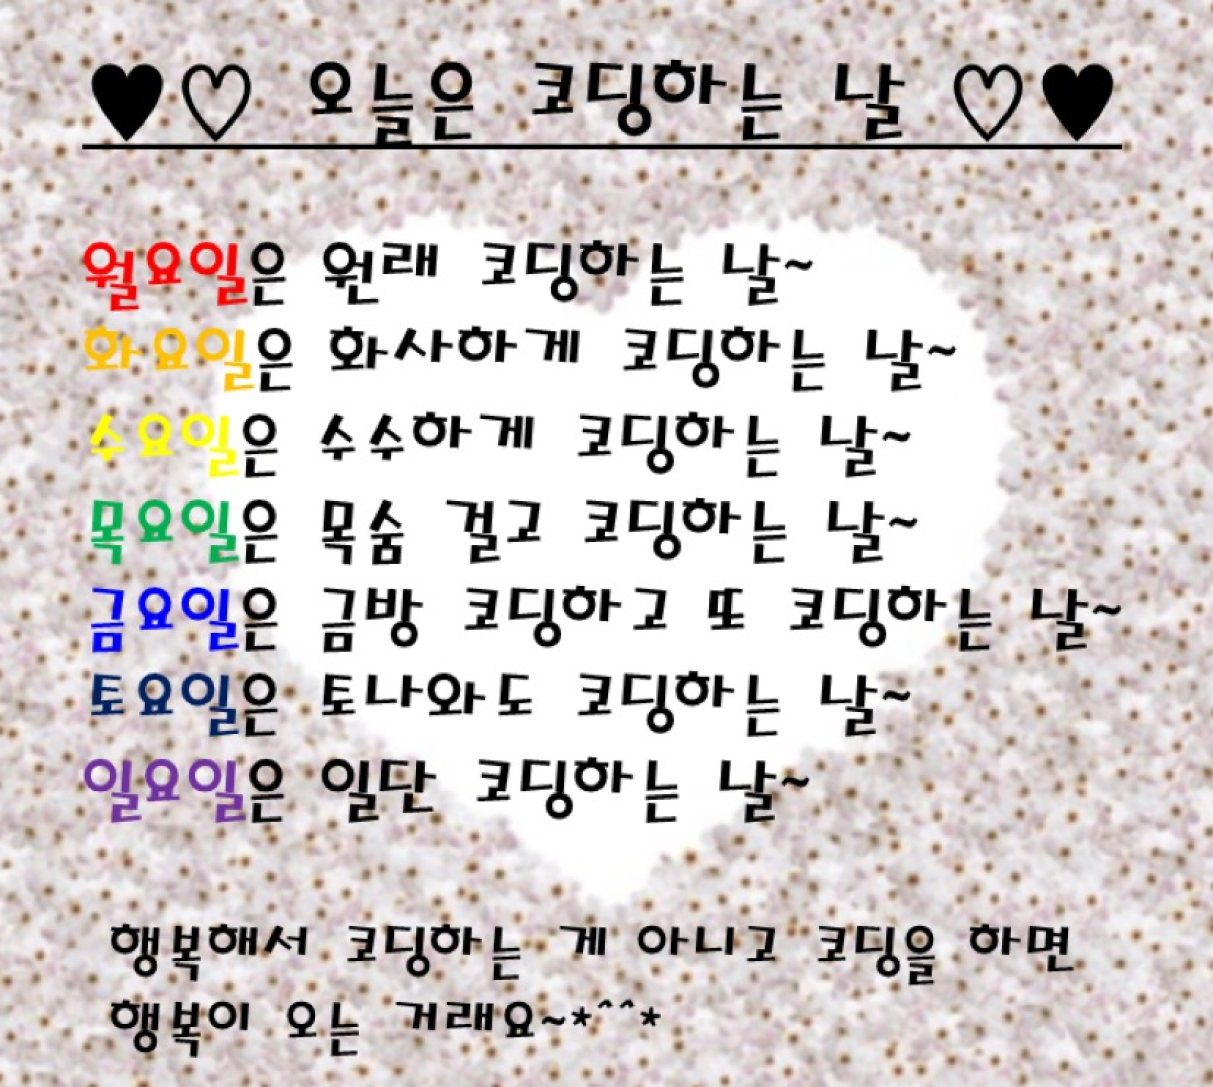 ♥♡ 오늘은 코딩하는 날 ♡♥
월요일은 원래 코딩하는 날~
화요일은 화사하게 코딩하는 날~
수요일은 수수하게 코딩하는 날~
목요일은 목숨 걸고 코딩하는 날~
금요일은 금방 코딩하고 또 코딩하는 날~
토요일은 토나와도 코딩하는 날~
일요일은 일단 코딩하는 날~
행복해서 코딩하는 게 아니고 코딩을 하면
행복이 오는 거래요~*^^*